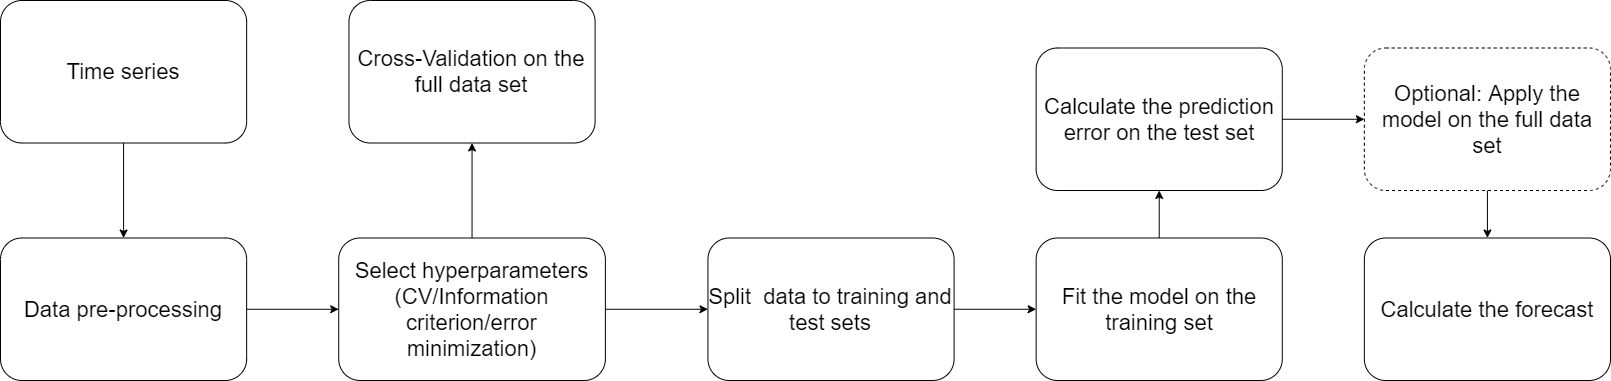 Time series
Data pre-processing
Cross-Validation on the
full data set
Select hyperparameters
(CV/Information
criterion/error
minimization)
Split  data to training and
test sets
Fit the model on the
training set
Calculate the prediction
error on the test set
Optional: Apply the
model on the full data
set
Calculate the forecast